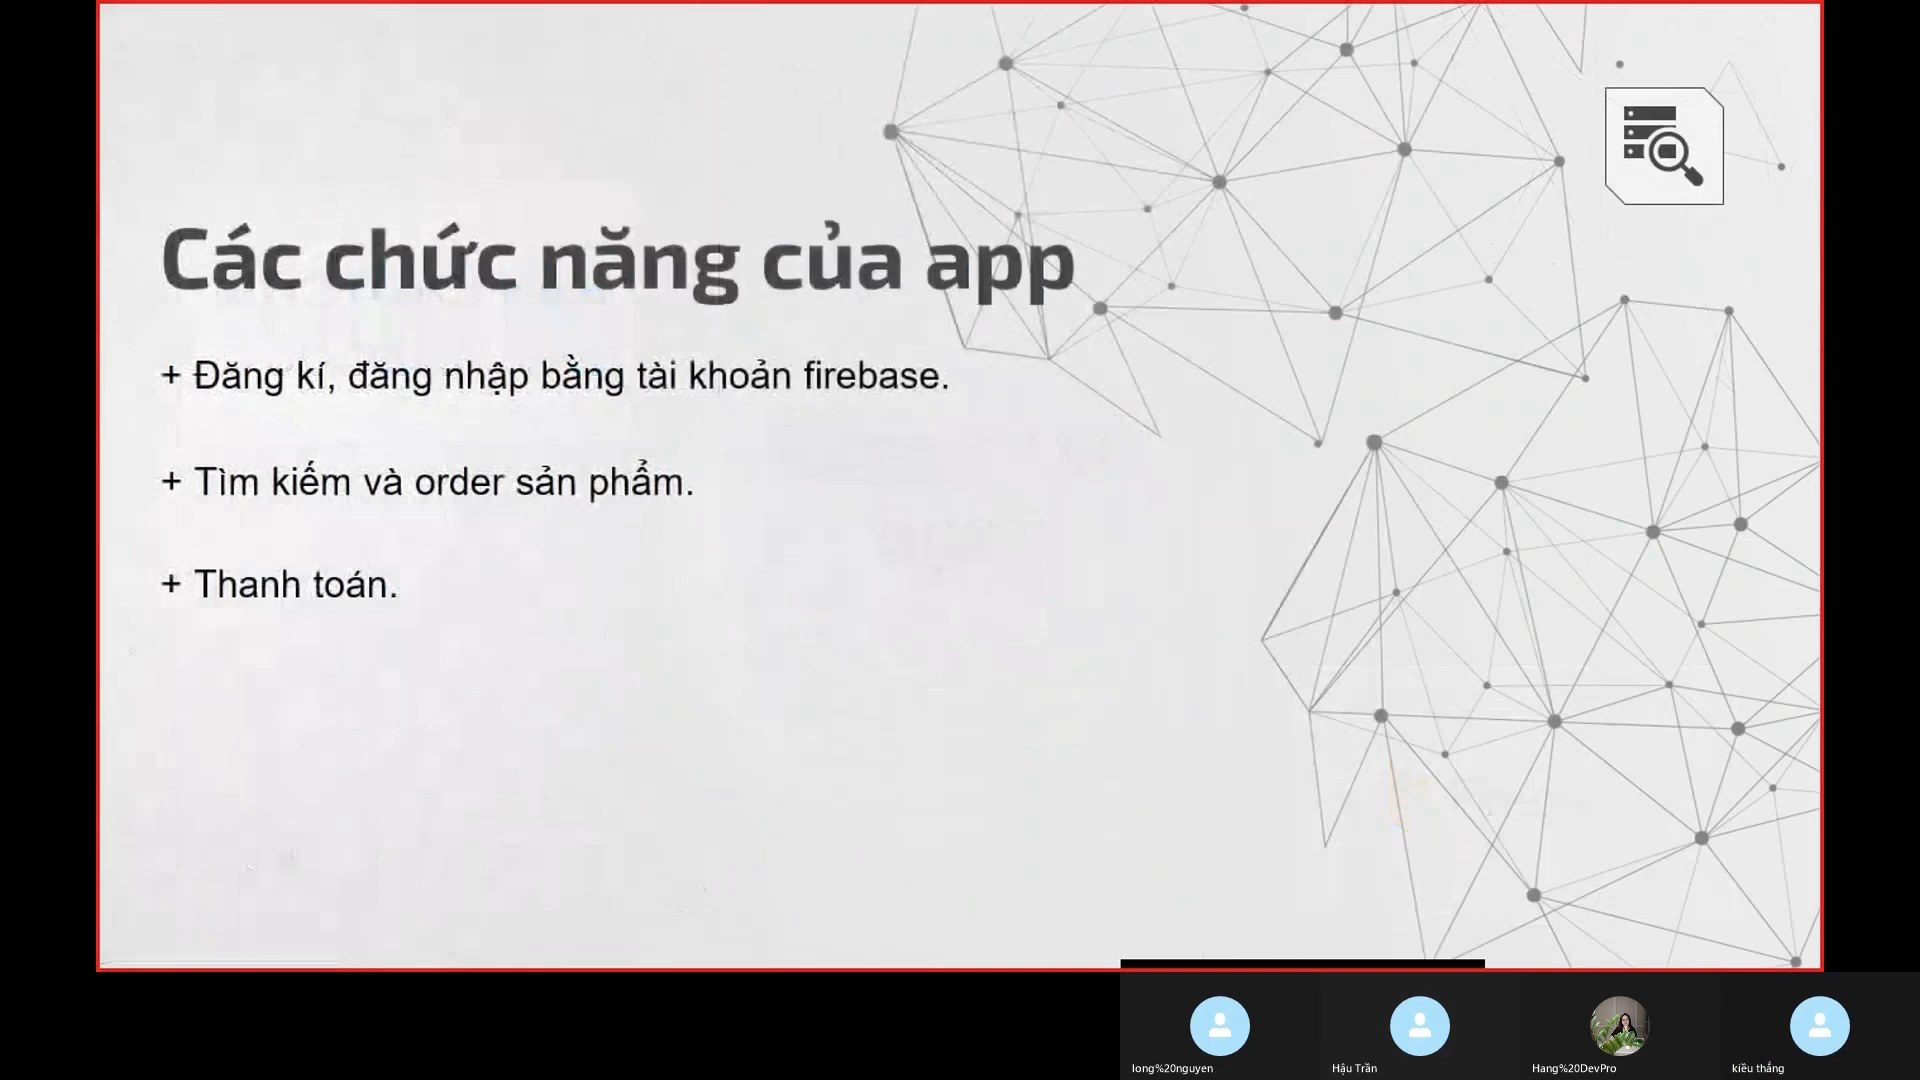 Các chức năng của app
+ Đăng kí, đăng nhập bằng tài khoản firebase.
+ Tìm kiếm và order sản phẩm.
+ Thanh toán.
long%20nguyen
Hậu Trần
Hang%20DevPro
kiều thắng